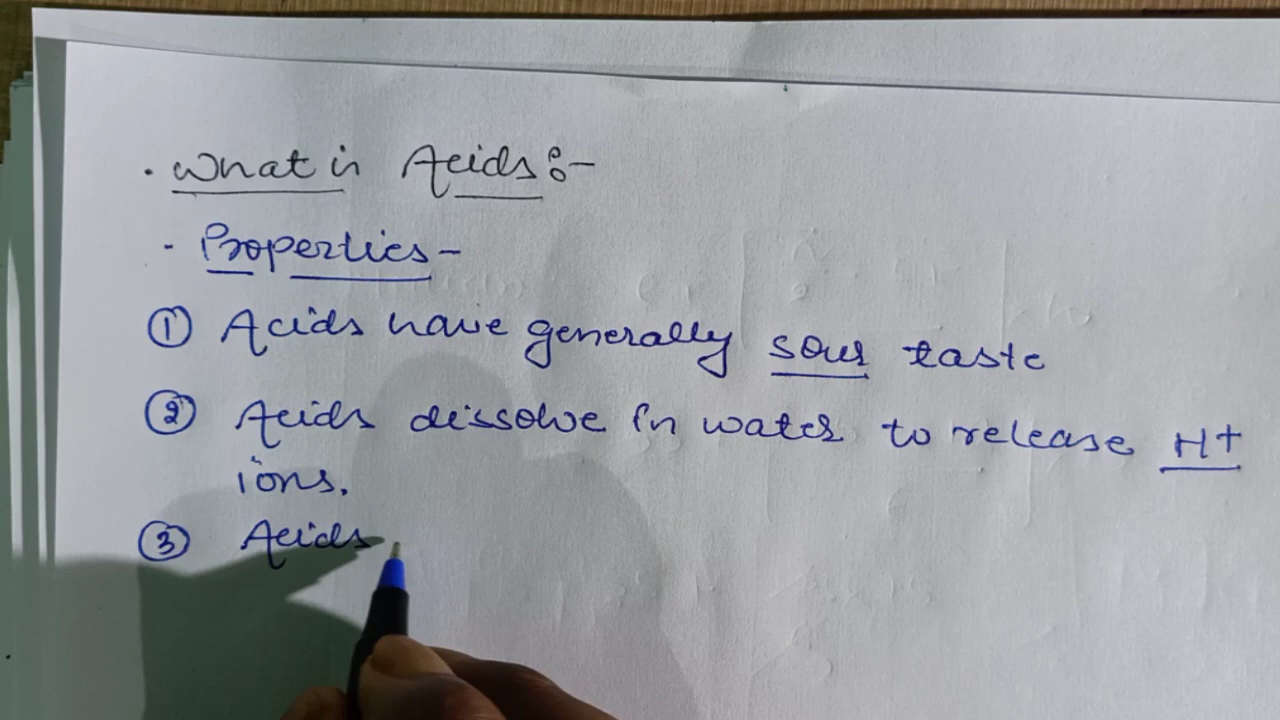 · What is Acids :-
· Properties -
① Acids have generally sour taste
② Acids dissolve in water to release H+
ions.
③ Acids